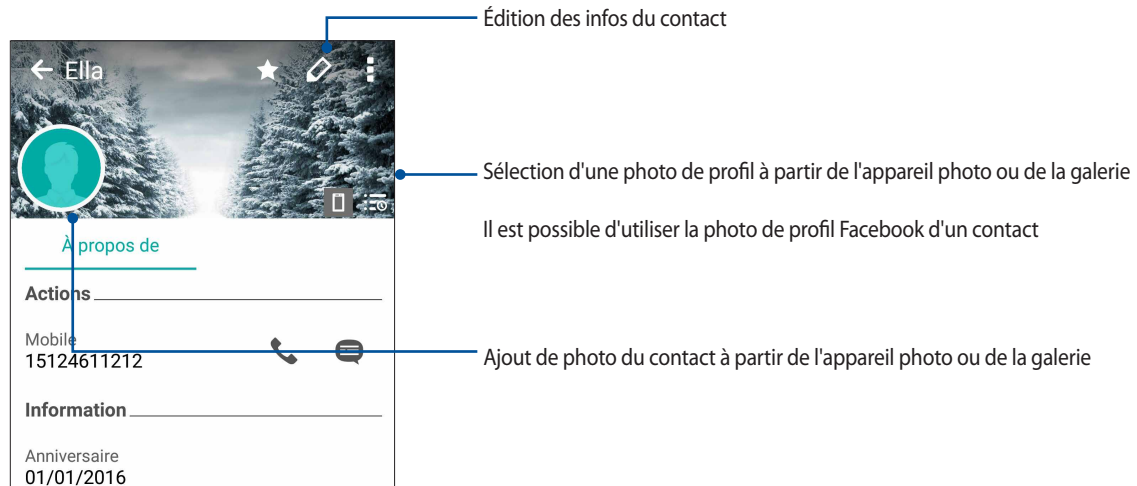 Édition des infos du contact
Ella
Sélection d'une photo de profil à partir de l'appareil photo ou de la galerie
Il est possible d'utiliser la photo de profil Facebook d'un contact
À propos de
Actions
Mobile
15124611212
Ajout de photo du contact à partir de l'appareil photo ou de la galerie
Information
Anniversaire
01/01/2016